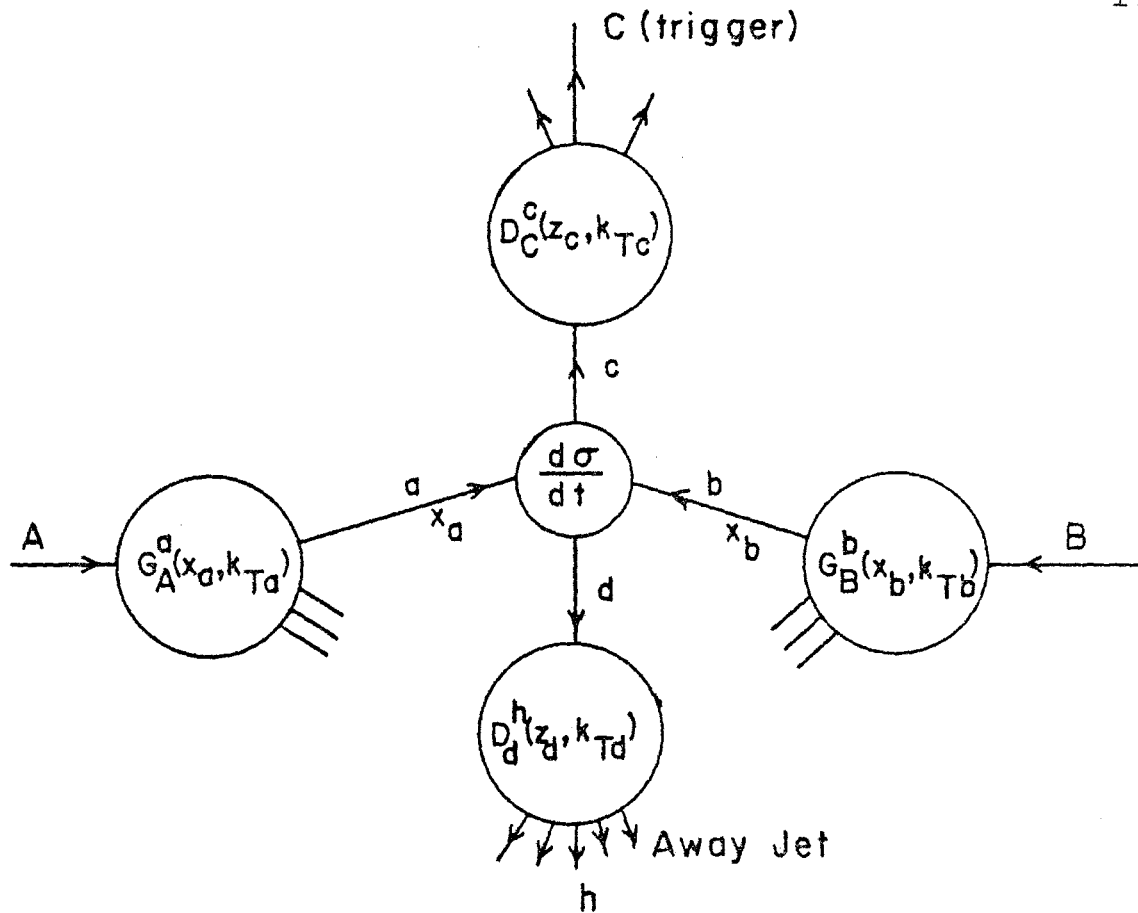 C (trigger)
D_C^c(z_c, k_Tc)
c
dσ/dt
a
x_a
b
x_b
A
G_A^a(x_a, k_Ta)
G_B^b(x_b, k_Tb)
B
d
D_d^h(z_d, k_Td)
Away Jet
h